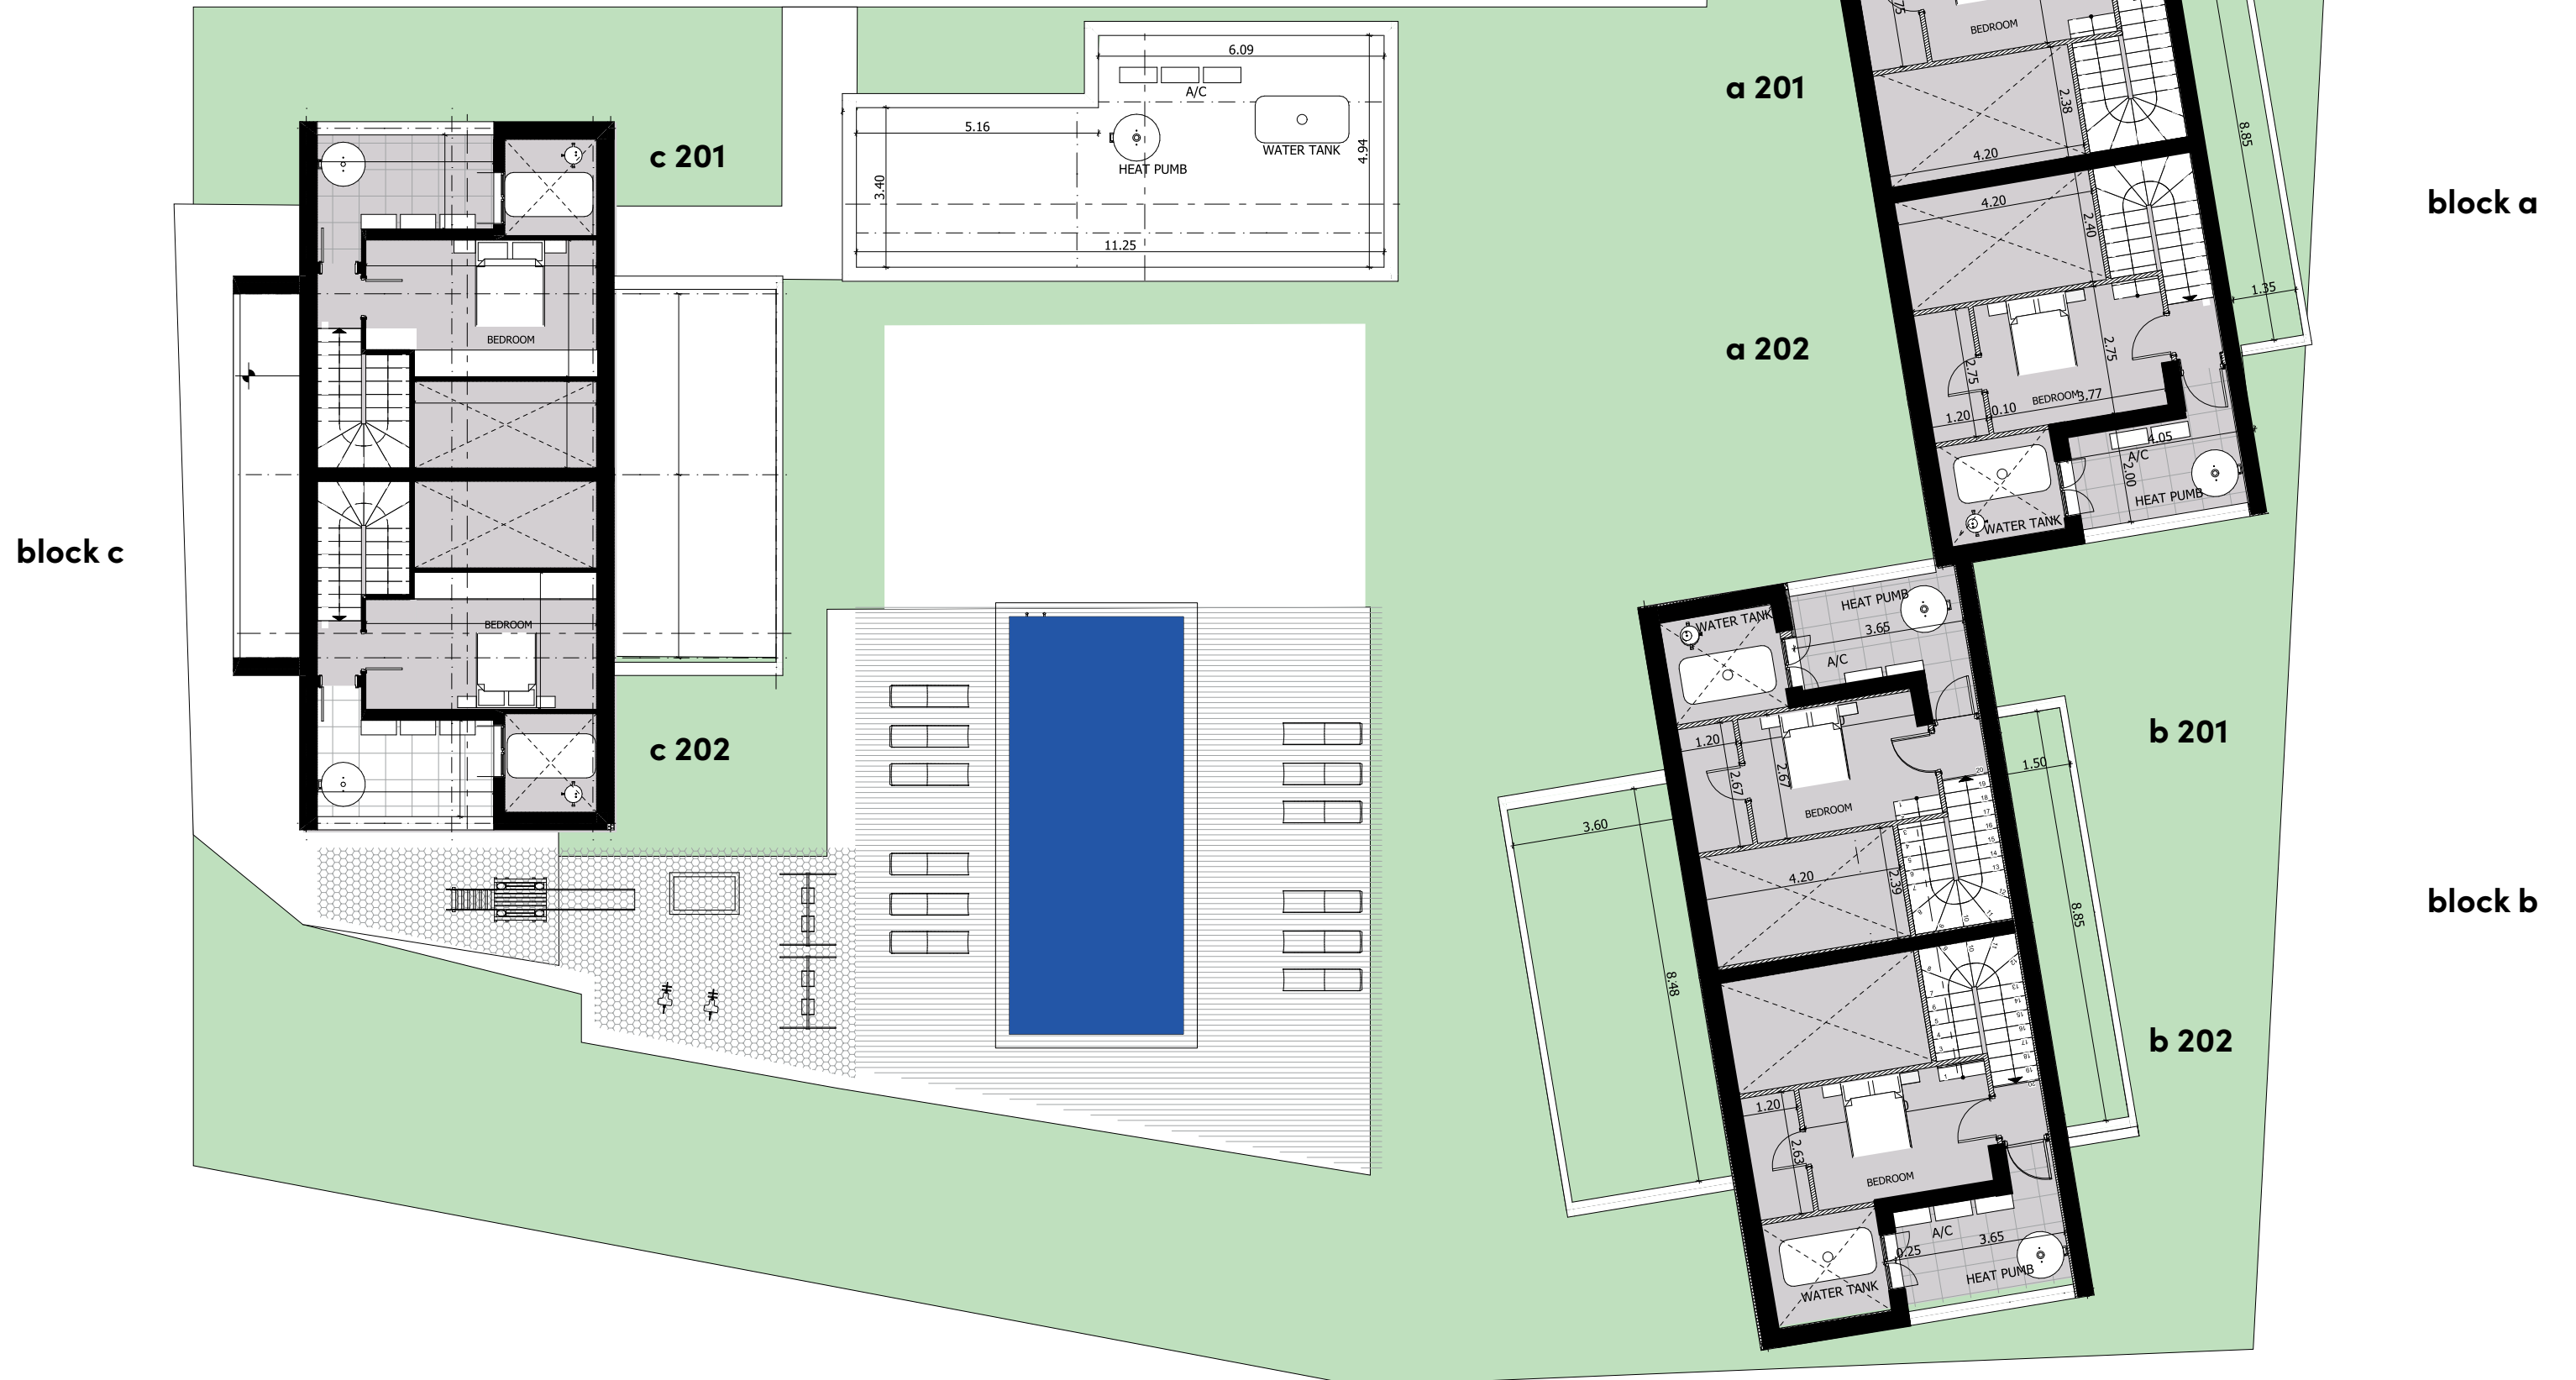 6.09
A/C
5.16
HEAT PUMB
WATER TANK
4.94
3.40
11.25
c 201
BEDROOM
block c
BEDROOM
c 202
75
BEDROOM
a 201
2.38
4.20
8.85
block a
4.20
2.40
1.35
a 202
2.75
2.75
BEDROOM
3.77
1.20
0.10
4.05
A/C
2.00
HEAT PUMB
WATER TANK
HEAT PUMB
WATER TANK
3.65
A/C
b 201
1.20
2.67
2.67
1.50
BEDROOM
3.60
4.20
2.39
8.85
block b
8.48
b 202
1.20
2.63
BEDROOM
A/C
0.25
3.65
HEAT PUMB
WATER TANK